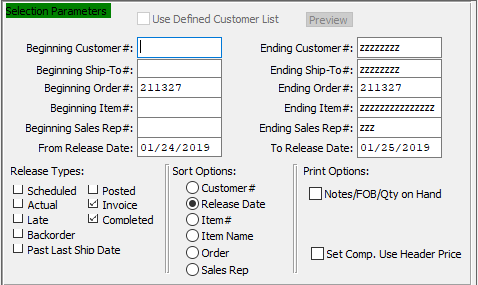 Selection Parameters
Use Defined Customer List Preview
Beginning Customer#: Ending Customer#: zzzzzzzz
Beginning Ship-To#: Ending Ship-To#: zzzzzzzz
Beginning Order#: 211327 Ending Order#: 211327
Beginning Item#: Ending Item#: zzzzzzzzzzzzzzz
Beginning Sales Rep#: Ending Sales Rep#: zzz
From Release Date: 01/24/2019 To Release Date: 01/25/2019
Release Types: Sort Options: Print Options:
Scheduled Posted Customer# Notes/FOB/Qty on Hand
Actual Invoice Release Date
Late Completed Item#
Backorder Item Name
Past Last Ship Date Order Set Comp. Use Header Price
Sales Rep